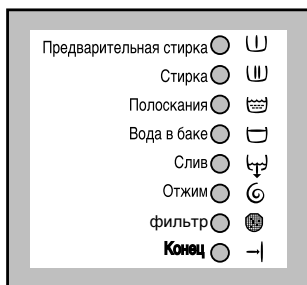 Предварительная стирка
Стирка
Полоскания
Вода в баке
Слив
Отжим
фильтр
Конец